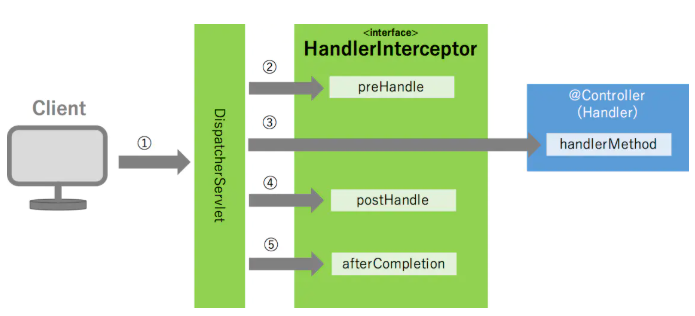 <interface>
HandlerInterceptor
②
preHandle
@Controller
(Handler)
Client
①
DispatcherServlet
③
handlerMethod
④
postHandle
⑤
afterCompletion